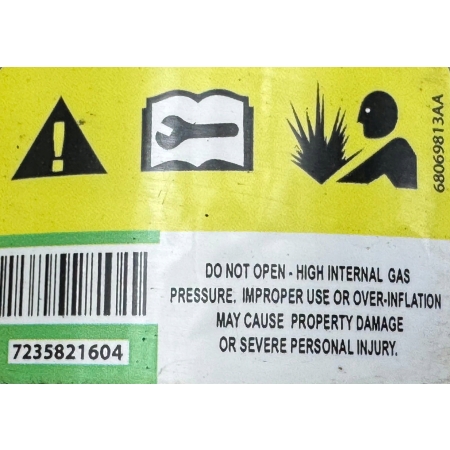 68069813AA
DO NOT OPEN - HIGH INTERNAL GAS
PRESSURE. IMPROPER USE OR OVER-INFLATION
MAY CAUSE PROPERTY DAMAGE
OR SEVERE PERSONAL INJURY.
7235821604